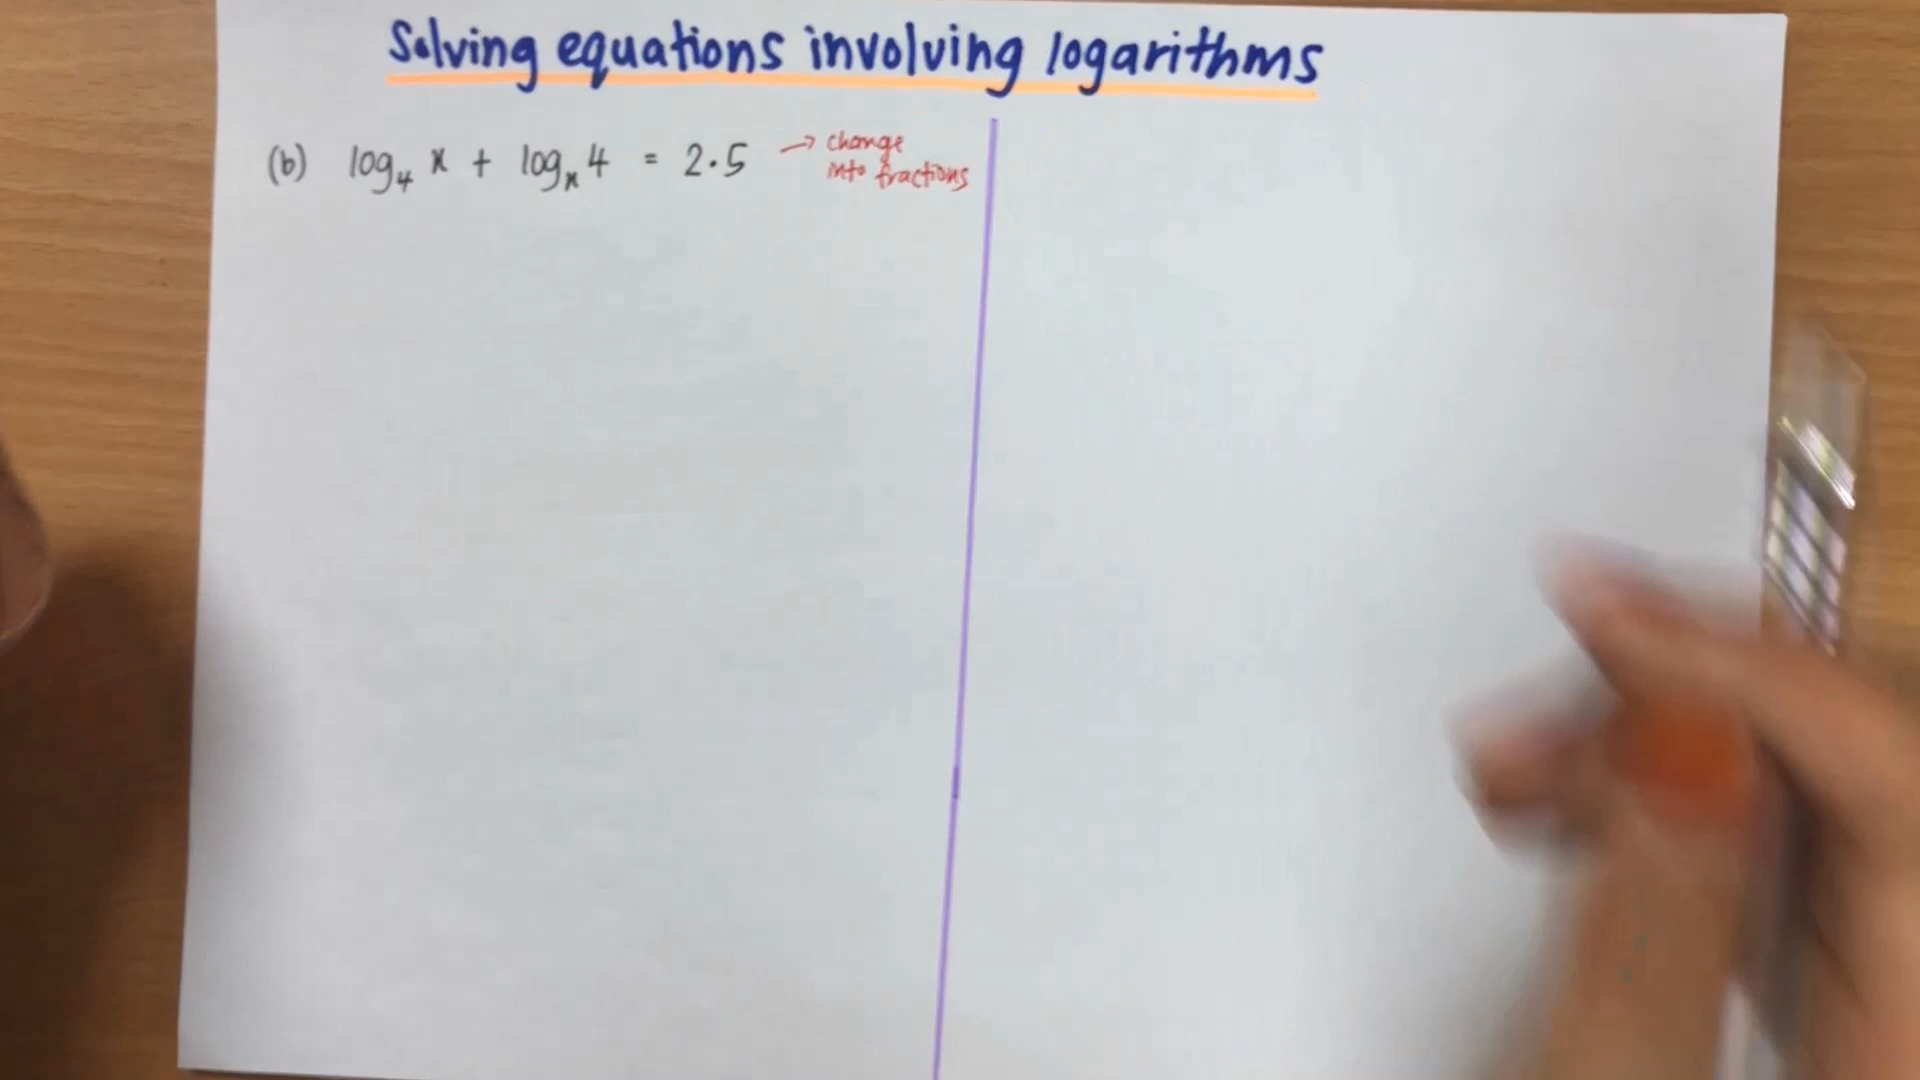 Solving equations involving logarithms
(b) log₄ x + logₓ 4 = 2.5 → change
into fractions